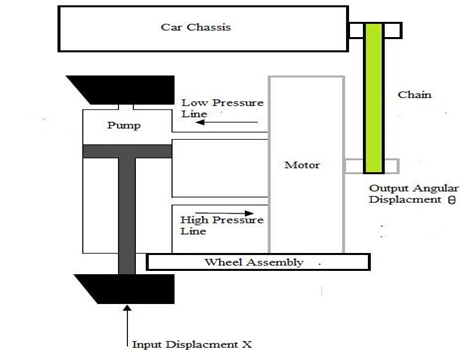 Car Chassis
Chain
Low Pressure
Line
Pump
Motor
Output Angular
Displacment θ
High Pressure
Line
Wheel Assembly
Input Displacment X